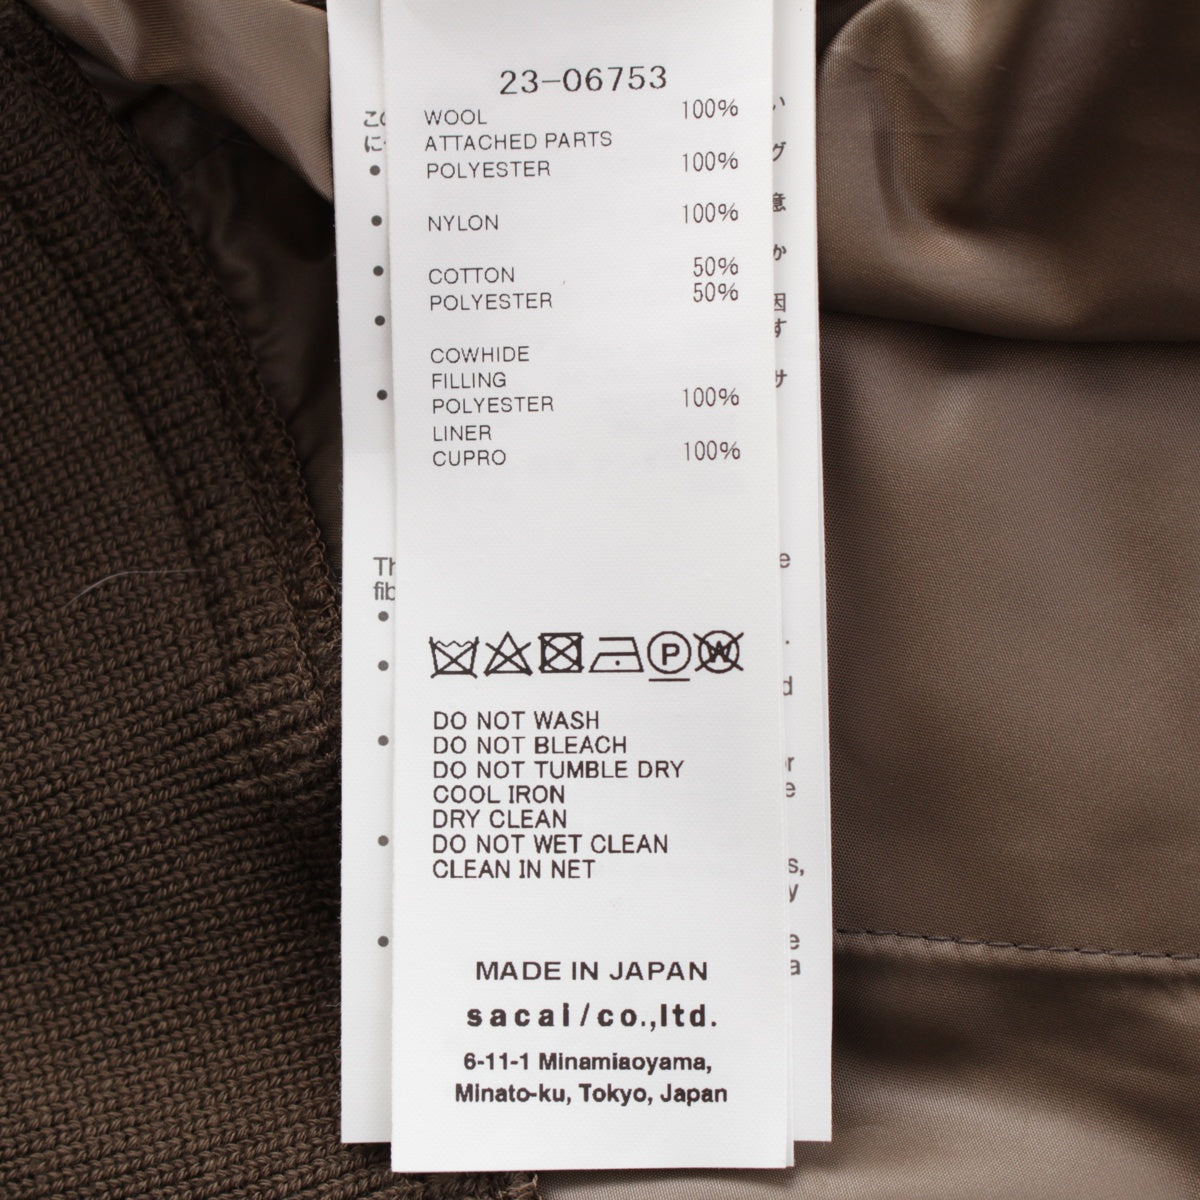 23-06753
WOOL 100%
ATTACHED PARTS
POLYESTER 100%
NYLON 100%
COTTON 50%
POLYESTER 50%
COWHIDE
FILLING
POLYESTER 100%
LINER
CUPRO 100%
P W
DO NOT WASH
DO NOT BLEACH
DO NOT TUMBLE DRY
COOL IRON
DRY CLEAN
DO NOT WET CLEAN
CLEAN IN NET
MADE IN JAPAN
sacai/co.,ltd.
6-11-1 Minamiaoyama,
Minato-ku, Tokyo, Japan